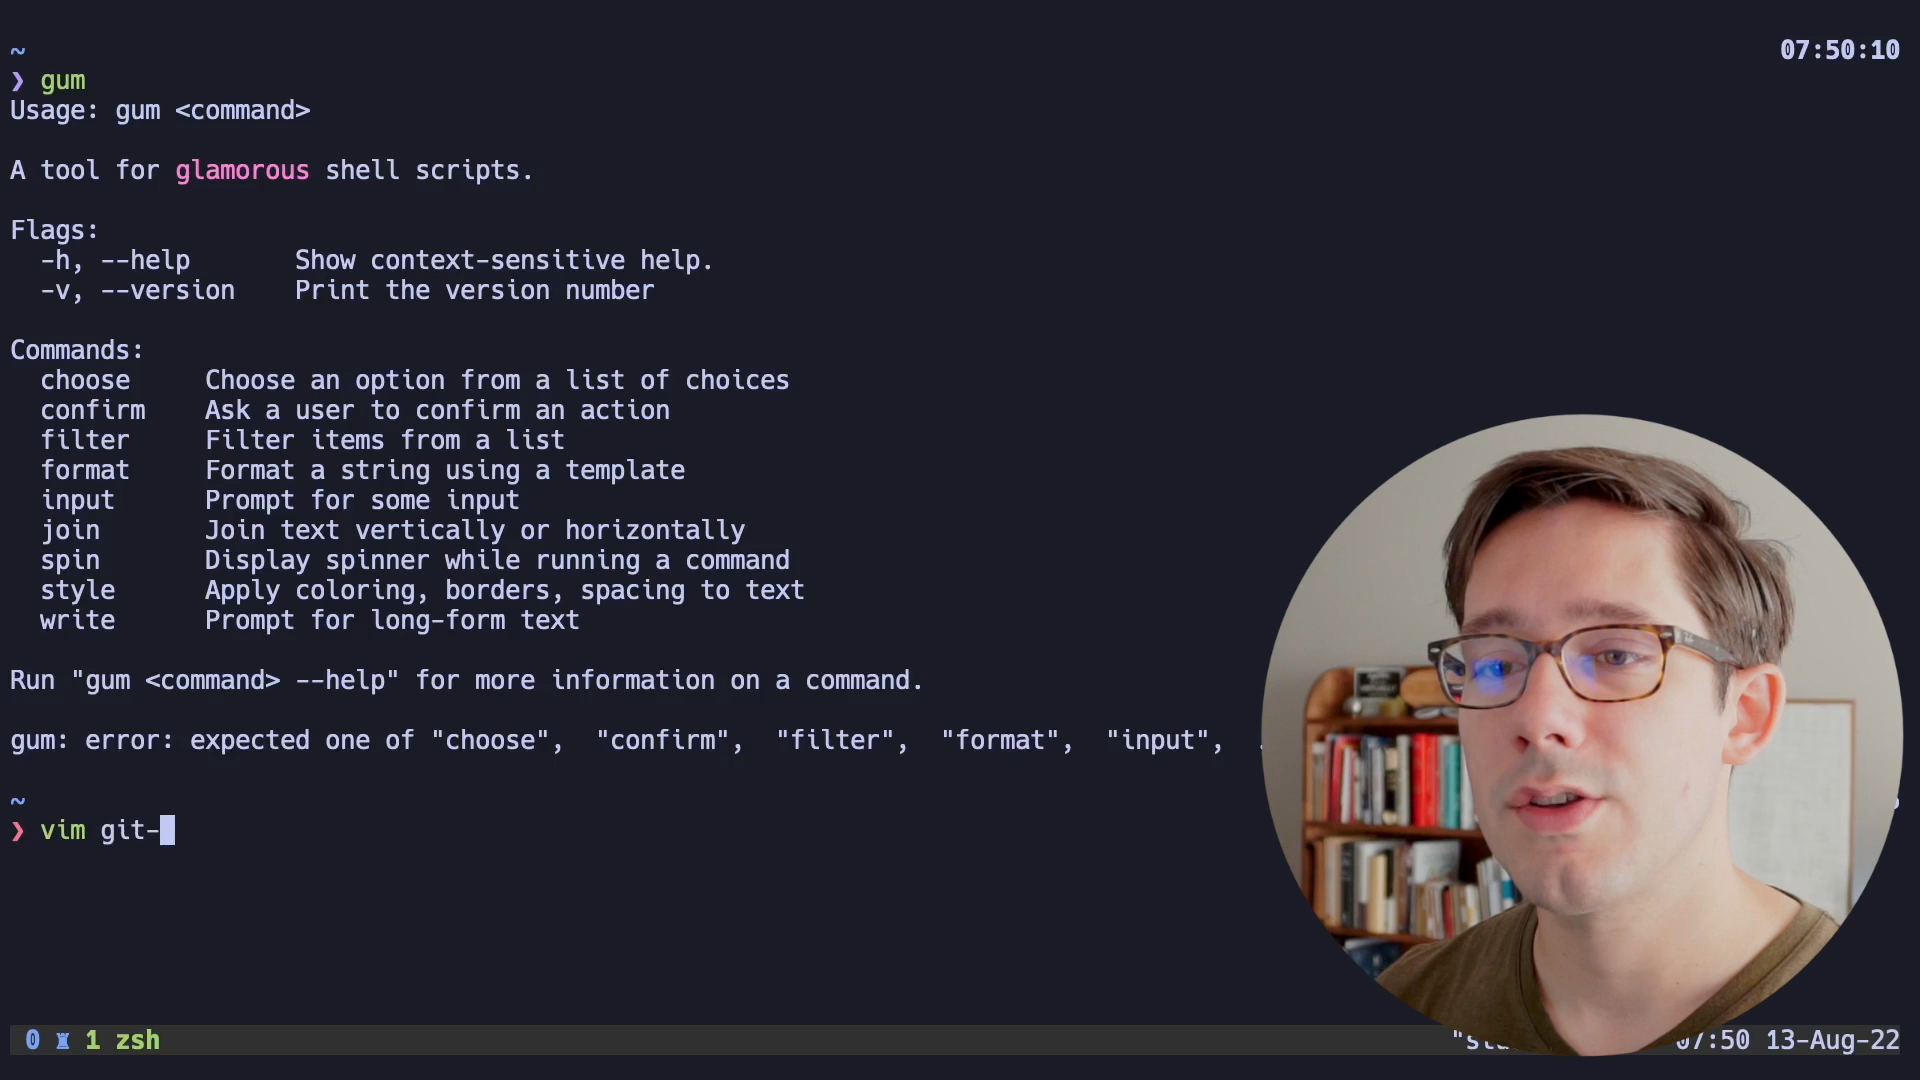 ~ 07:50:10
❯ gum
Usage: gum <command>
A tool for glamorous shell scripts.
Flags:
-h, --help Show context-sensitive help.
-v, --version Print the version number
Commands:
choose Choose an option from a list of choices
confirm Ask a user to confirm an action
filter Filter items from a list
format Format a string using a template
input Prompt for some input
join Join text vertically or horizontally
spin Display spinner while running a command
style Apply coloring, borders, spacing to text
write Prompt for long-form text
Run "gum <command> --help" for more information on a command.
gum: error: expected one of "choose", "confirm", "filter", "format", "input",
~
❯ vim git-
0 ♜ 1 zsh 07:50 13-Aug-22